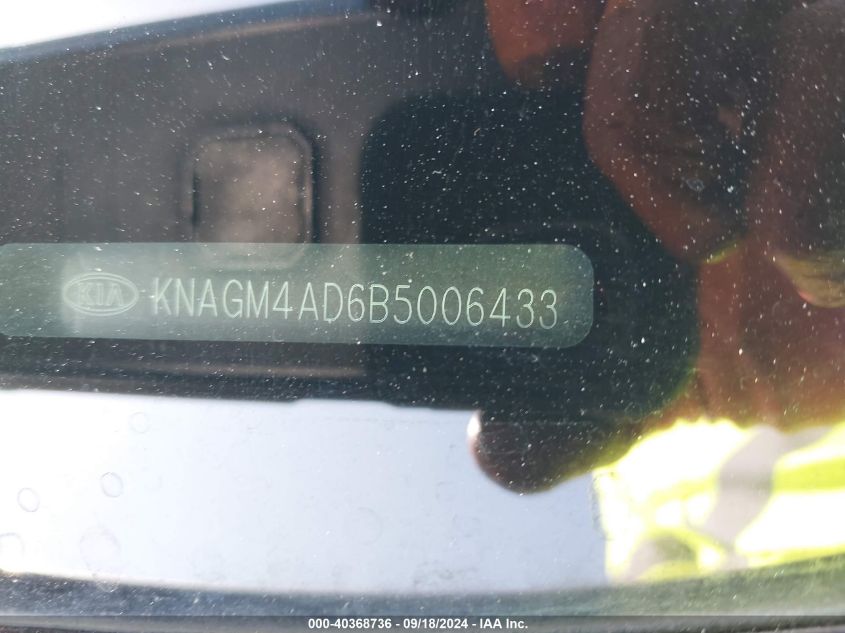 KIA KNAGM4AD6B5006433
000-40368736 - 09/18/2024 - IAA Inc.